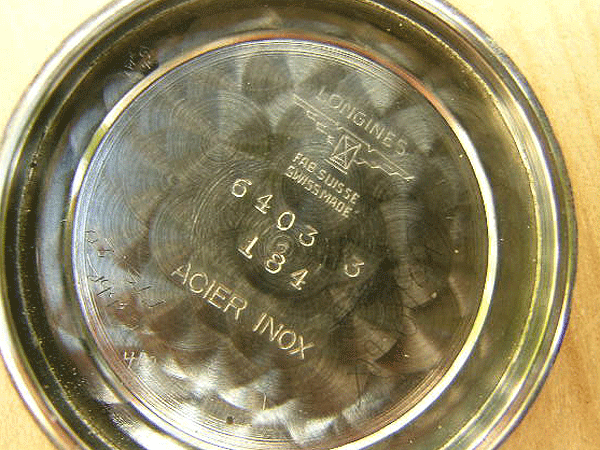 LONGINES
FAB. SUISSE
SWISS MADE
6403 3
184
ACIER INOX